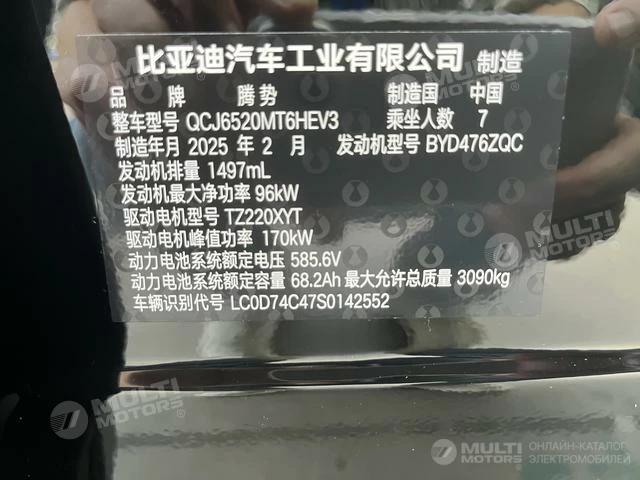 比亚迪汽车工业有限公司 制造
品 牌 腾势 制造国 中国
整车型号 QCJ6520MT6HEV3 乘坐人数 7
制造年月 2025 年 2 月 发动机型号 BYD476ZQC
发动机排量 1497mL
发动机最大净功率 96kW
驱动电机型号 TZ220XYT
驱动电机峰值功率 170kW
动力电池系统额定电压 585.6V
动力电池系统额定容量 68.2Ah 最大允许总质量 3090kg
车辆识别代号 LC0D74C47S0142552
MULTI MOTORS
MULTI MOTORS
MULTI MOTORS
MULTI MOTORS
ОНЛАЙН-КАТАЛОГ
ЭЛЕКТРОМОБИЛЕЙ